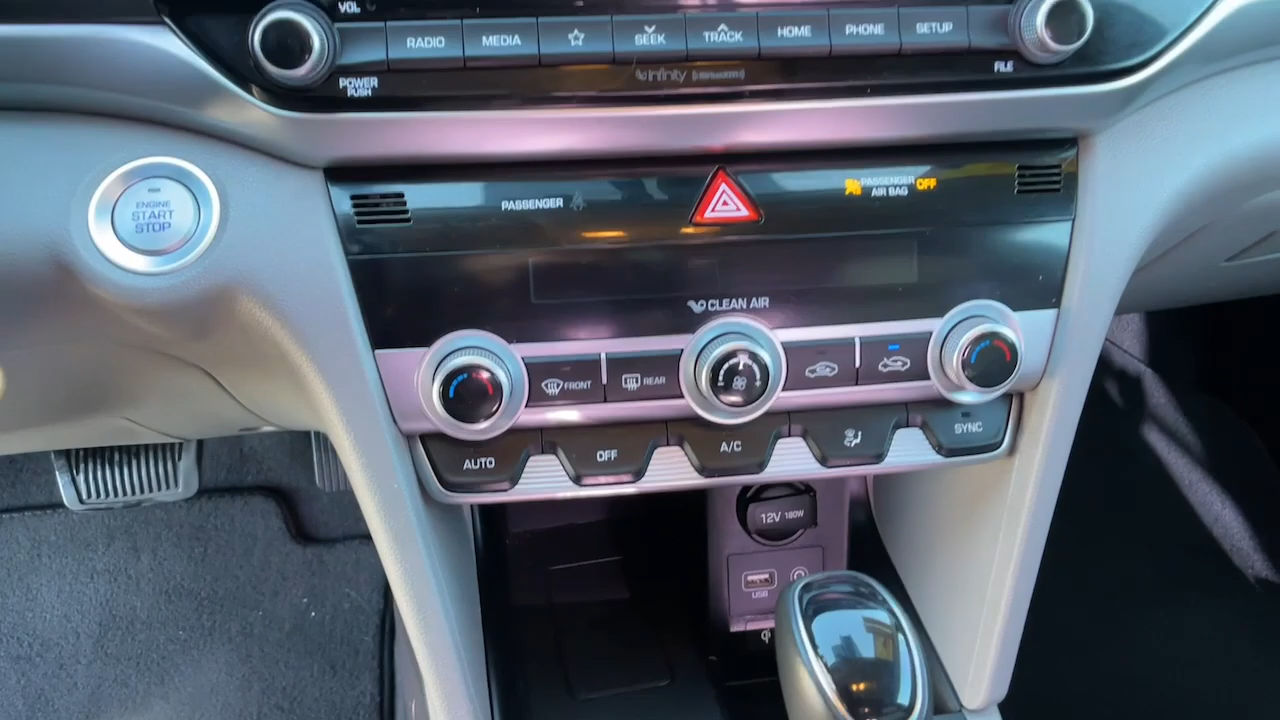 VOL
RADIO
MEDIA
SEEK
TRACK
HOME
PHONE
SETUP
POWER
PUSH
infinity
FILE
ENGINE
START
STOP
PASSENGER
PASSENGER
AIR BAG
OFF
CLEAN AIR
FRONT
REAR
AUTO
OFF
A/C
SYNC
12V 180W
USB